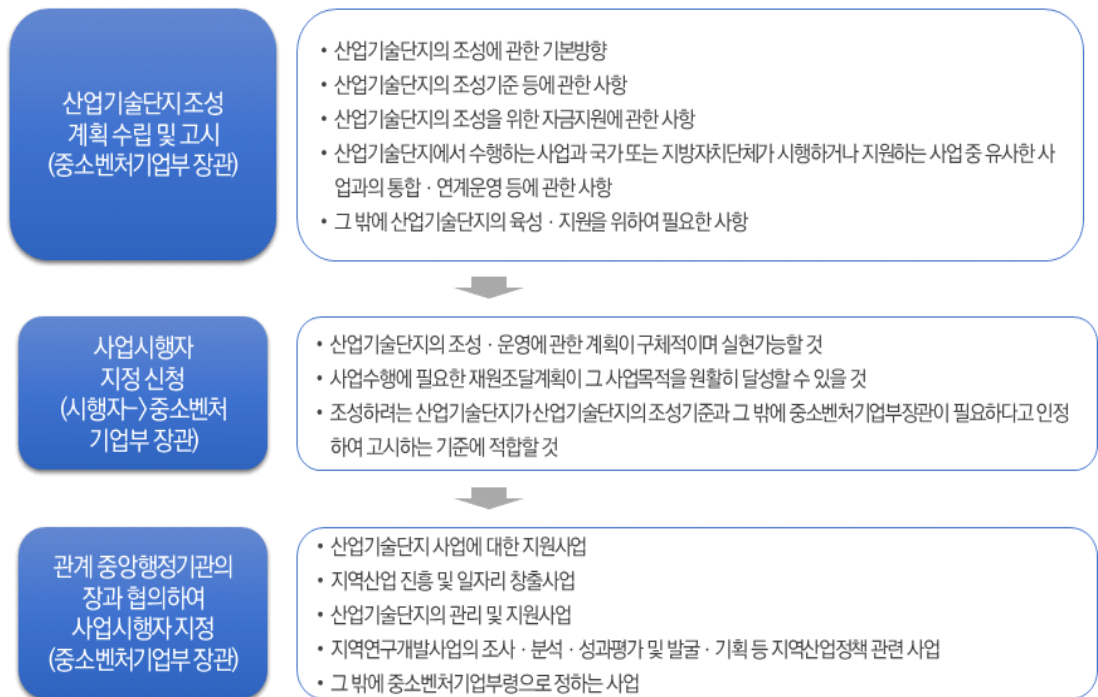 산업기술단지 조성
계획 수립 및 고시
(중소벤처기업부 장관)
• 산업기술단지의 조성에 관한 기본방향
• 산업기술단지의 조성기준 등에 관한 사항
• 산업기술단지의 조성을 위한 자금지원에 관한 사항
• 산업기술단지에서 수행하는 사업과 국가 또는 지방자치단체가 시행하거나 지원하는 사업 중 유사한 사
업과의 통합 · 연계운영 등에 관한 사항
• 그 밖에 산업기술단지의 육성 · 지원을 위하여 필요한 사항
사업시행자
지정 신청
(시행자->중소벤처
기업부 장관)
• 산업기술단지의 조성 · 운영에 관한 계획이 구체적이며 실현가능할 것
• 사업수행에 필요한 재원조달계획이 그 사업목적을 원활히 달성할 수 있을 것
• 조성하려는 산업기술단지가 산업기술단지의 조성기준과 그 밖에 중소벤처기업부장관이 필요하다고 인정
하여 고시하는 기준에 적합할 것
관계 중앙행정기관의
장과 협의하여
사업시행자 지정
(중소벤처기업부 장관)
• 산업기술단지 사업에 대한 지원사업
• 지역산업 진흥 및 일자리 창출사업
• 산업기술단지의 관리 및 지원사업
• 지역연구개발사업의 조사 · 분석 · 성과평가 및 발굴 · 기획 등 지역산업정책 관련 사업
• 그 밖에 중소벤처기업부령으로 정하는 사업